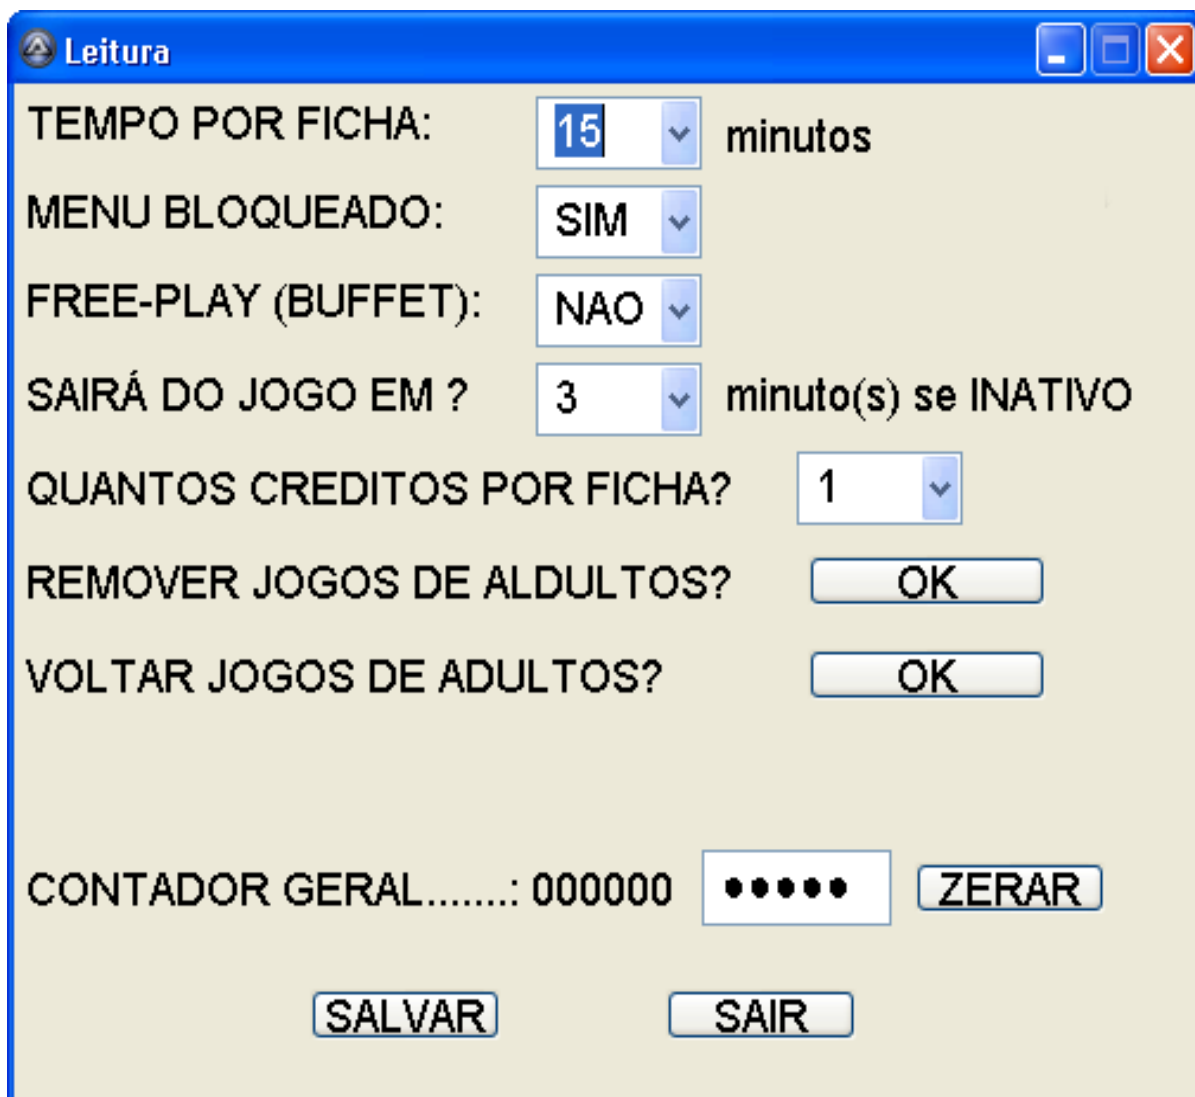 Leitura
TEMPO POR FICHA: 15 minutos
MENU BLOQUEADO: SIM
FREE-PLAY (BUFFET): NAO
SAIRÁ DO JOGO EM ? 3 minuto(s) se INATIVO
QUANTOS CREDITOS POR FICHA? 1
REMOVER JOGOS DE ALDULTOS? OK
VOLTAR JOGOS DE ADULTOS? OK
CONTADOR GERAL.......: 000000 ●●●●● ZERAR
SALVAR SAIR